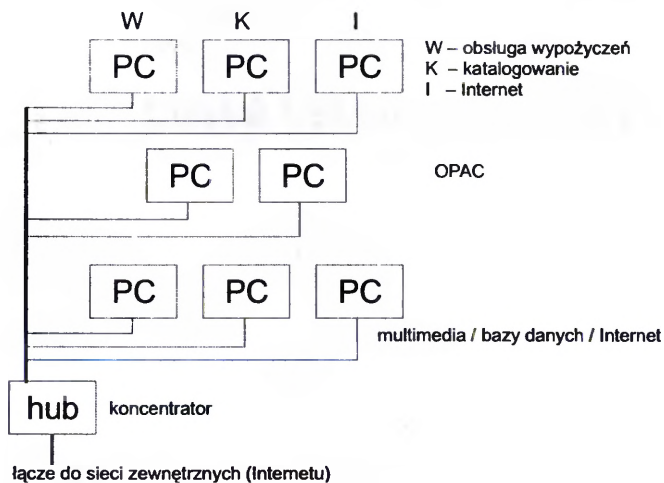 W K I
PC PC PC
W – obsługa wypożyczeń
K – katalogowanie
I – Internet
PC PC
OPAC
PC PC PC
multimedia / bazy danych / Internet
hub
koncentrator
łącze do sieci zewnętrznych (Internetu)